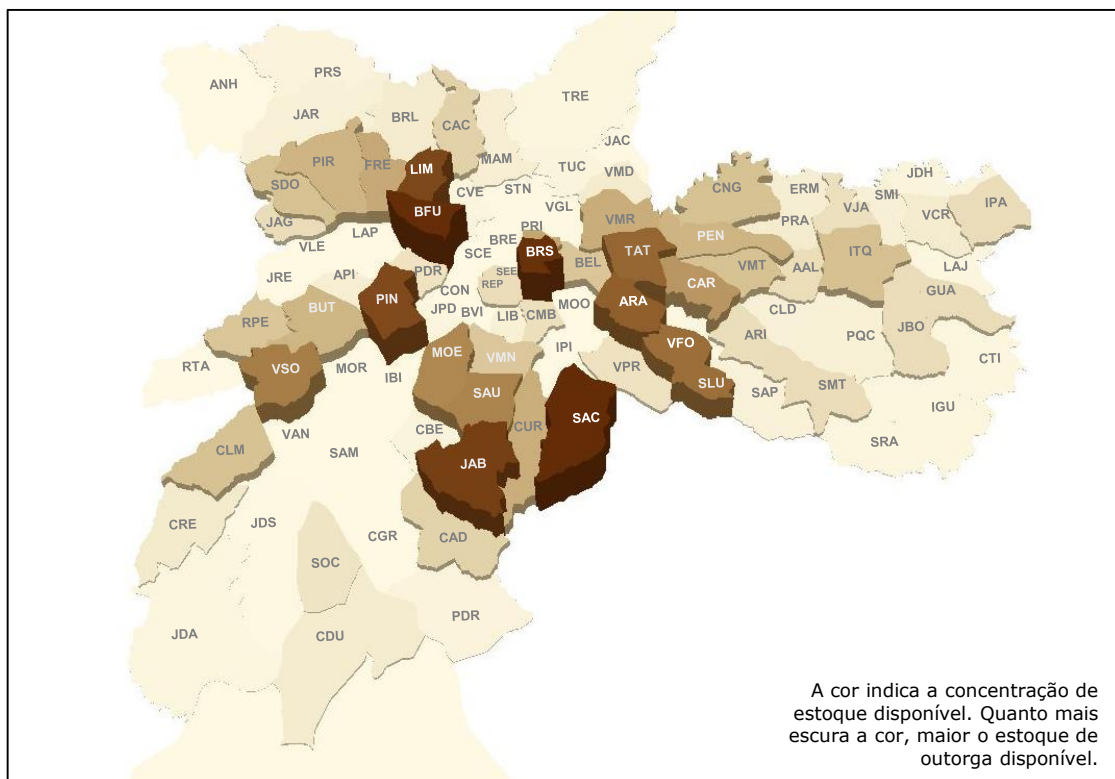 ANH
PRS
TRE
JAR
BRL
CAC
JAC
PIR
FRE
LIM
MAM
TUC
VMD
SDO
CVE
STN
CNG
ERM
JDH
SMI
JAG
BFU
VGL
VMR
PRA
VJA
VCR
IPA
VLE
LAP
PRI
BRE
BRS
TAT
PEN
SCE
BEL
VMT
AAL
ITQ
LAJ
JRE
API
PDR
SEE
REP
CON
CAR
GUA
PIN
JPD
BVI
LIB
CMB
MOO
ARA
CLD
RPE
BUT
ARI
PQC
JBO
RTA
VSO
MOR
IBI
MOE
VMN
IPI
VPR
VFO
CTI
SLU
SAP
SMT
IGU
SAU
CLM
VAN
SAM
CBE
CUR
SAC
SRA
JAB
CRE
JDS
CGR
CAD
SOC
PDR
JDA
CDU
A cor indica a concentração de
estoque disponível. Quanto mais
escura a cor, maior o estoque de
outorga disponível.